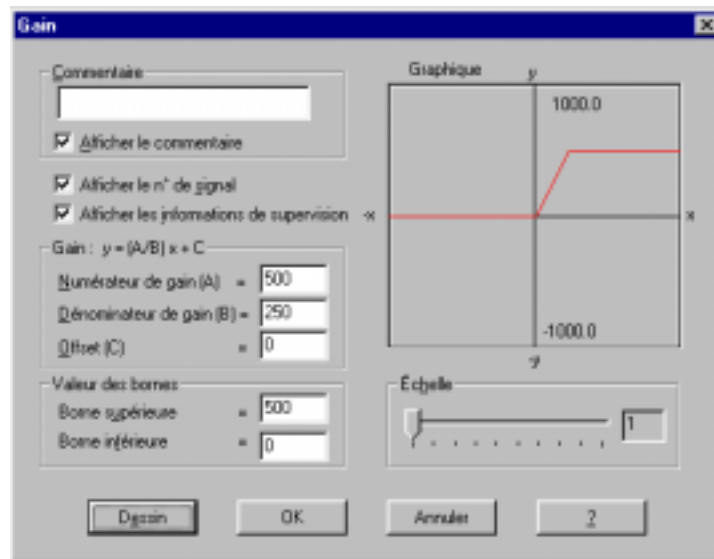 Gain
Commentaire
Afficher le commentaire
Afficher le n° de signal
Afficher les informations de supervision
Gain : y = (A/B) x + C
Numérateur de gain (A) = 500
Dénominateur de gain (B) = 250
Offset (C) = 0
Valeur des bornes
Borne supérieure = 500
Borne inférieure = 0
Graphique
y
1000.0
-x
x
-1000.0
-y
Échelle
1
Dessin
OK
Annuler
?